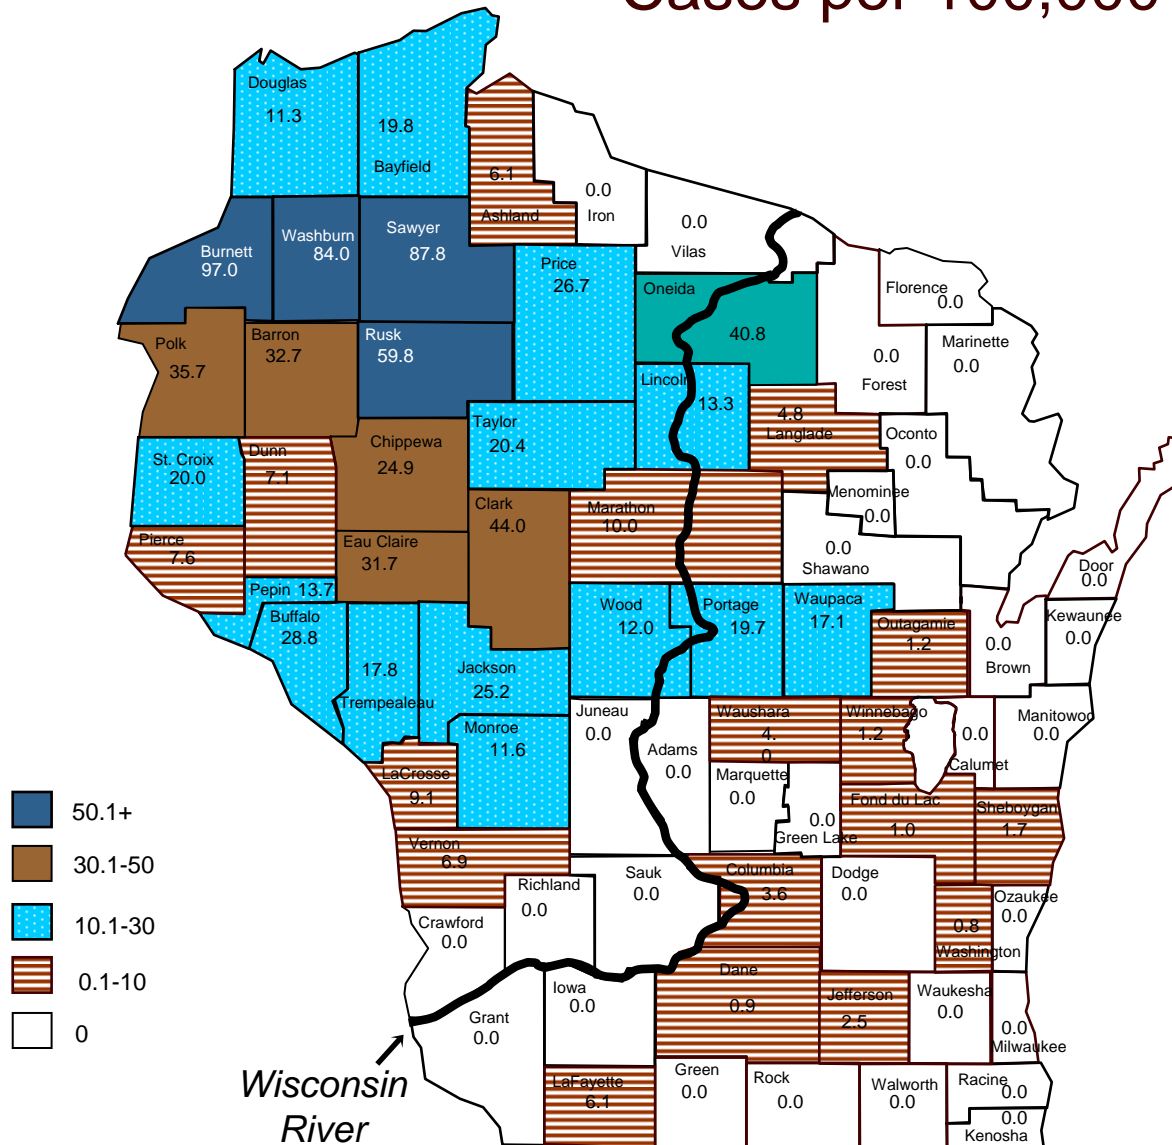 Cases per 100,000
Douglas
11.3
19.8
Bayfield
6.1
Ashland
0.0
Iron
0.0
Vilas
Burnett
97.0
Washburn
84.0
Sawyer
87.8
Price
26.7
Oneida
40.8
Florence
0.0
0.0
Forest
Marinette
0.0
Polk
35.7
Barron
32.7
Rusk
59.8
Lincoln
13.3
4.8
Langlade
Taylor
20.4
Oconto
0.0
St. Croix
20.0
Dunn
7.1
Chippewa
24.9
Clark
44.0
Marathon
10.0
Menominee
0.0
Pierce
7.6
Eau Claire
31.7
0.0
Shawano
Door
0.0
Pepin 13.7
Buffalo
28.8
17.8
Trempealeau
Jackson
25.2
Wood
12.0
Portage
19.7
Waupaca
17.1
Outagamie
1.2
0.0
Brown
Kewaunee
0.0
Monroe
11.6
Juneau
0.0
Adams
0.0
Waushara
4.
0
Winnebago
1.2
0.0
Calumet
Manitowoc
0.0
LaCrosse
9.1
Marquette
0.0
0.0
Green Lake
Fond du Lac
1.0
Sheboygan
1.7
Vernon
6.9
Richland
0.0
Sauk
0.0
Columbia
3.6
Dodge
0.0
0.8
Washington
Ozaukee
0.0
Crawford
0.0
Grant
0.0
Iowa
0.0
Dane
0.9
Jefferson
2.5
Waukesha
0.0
0.0
Milwaukee
LaFayette
6.1
Green
0.0
Rock
0.0
Walworth
0.0
Racine
0.0
0.0
Kenosha
50.1+
30.1-50
10.1-30
0.1-10
0
Wisconsin
River